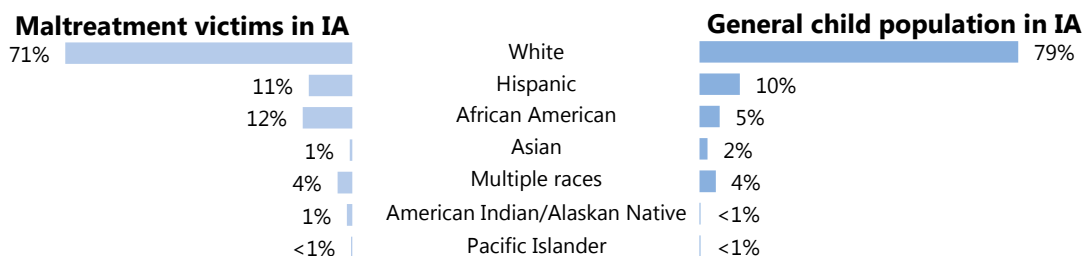 Maltreatment victims in IA General child population in IA
71% White 79%
11% Hispanic 10%
12% African American 5%
1% Asian 2%
4% Multiple races 4%
1% American Indian/Alaskan Native <1%
<1% Pacific Islander <1%